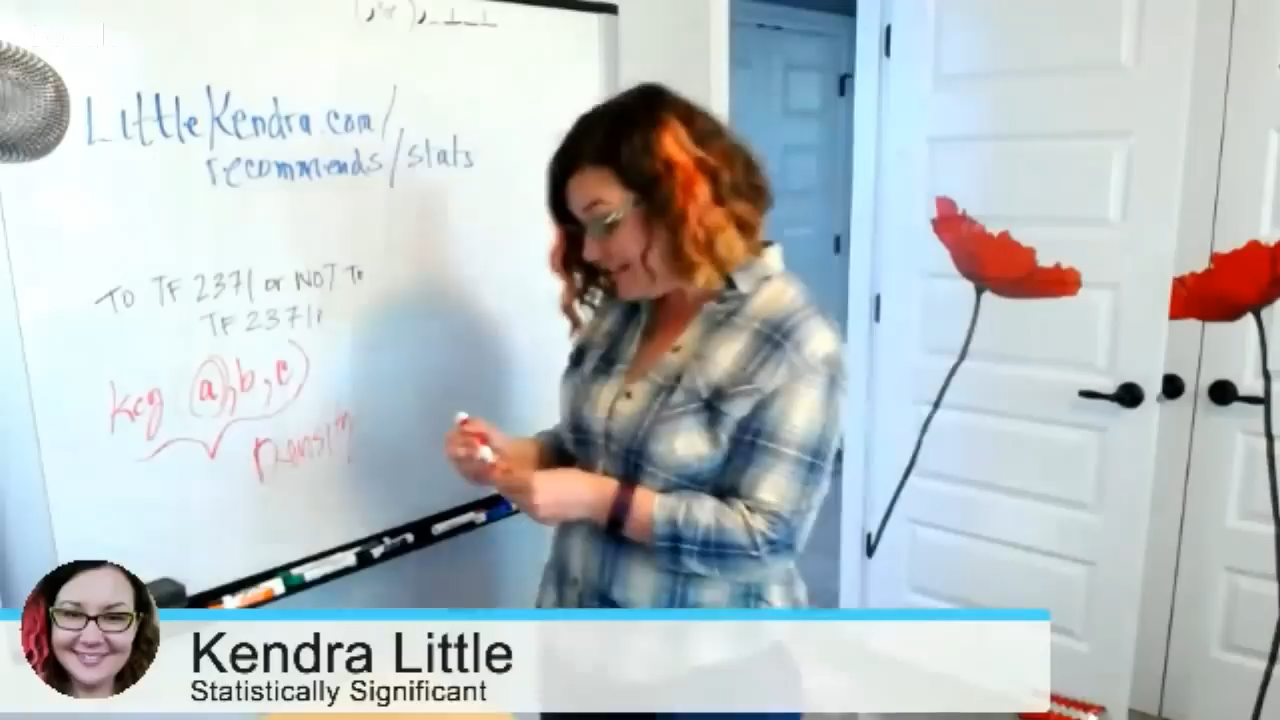 LittleKendra.com/
recommends/stats
To TF 2371 or NOT To
TF 2371?
Key (a,b,c)
Density
Kendra Little
Statistically Significant